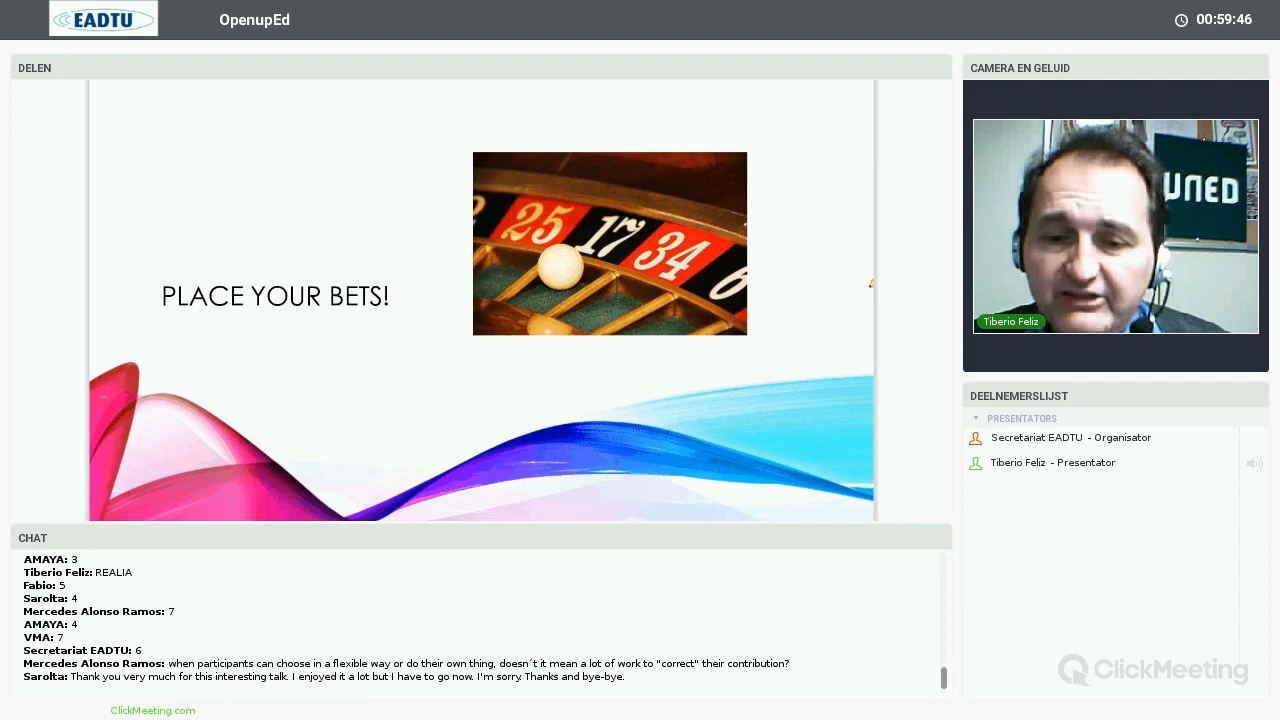 EADTU
OpenupEd
00:59:46
DELEN
25
17
34
6
PLACE YOUR BETS!
CAMERA EN GELUID
UNED
Tiberio Feliz
DEELNEMERSLIJST
PRESENTATORS
Secretariat EADTU - Organisator
Tiberio Feliz - Presentator
ClickMeeting
CHAT
AMAYA: 3
Tiberio Feliz: REALIA
Fabio: 5
Sarolta: 4
Mercedes Alonso Ramos: 7
AMAYA: 4
VMA: 7
Secretariat EADTU: 6
Mercedes Alonso Ramos: when participants can choose in a flexible way or do their own thing, doesn´t it mean a lot of work to "correct" their contribution?
Sarolta: Thank you very much for this interesting talk. I enjoyed it a lot but I have to go now. I'm sorry. Thanks and bye-bye.
ClickMeeting.com